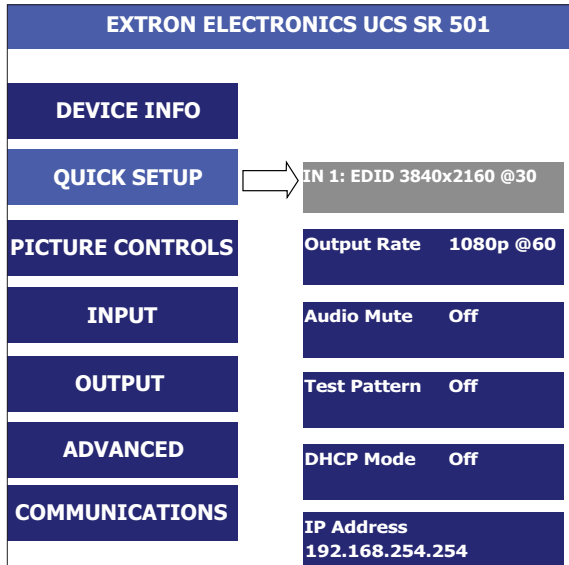 EXTRON ELECTRONICS UCS SR 501
DEVICE INFO
QUICK SETUP
PICTURE CONTROLS
INPUT
OUTPUT
ADVANCED
COMMUNICATIONS
IN 1: EDID 3840x2160 @30
Output Rate 1080p @60
Audio Mute Off
Test Pattern Off
DHCP Mode Off
IP Address
192.168.254.254